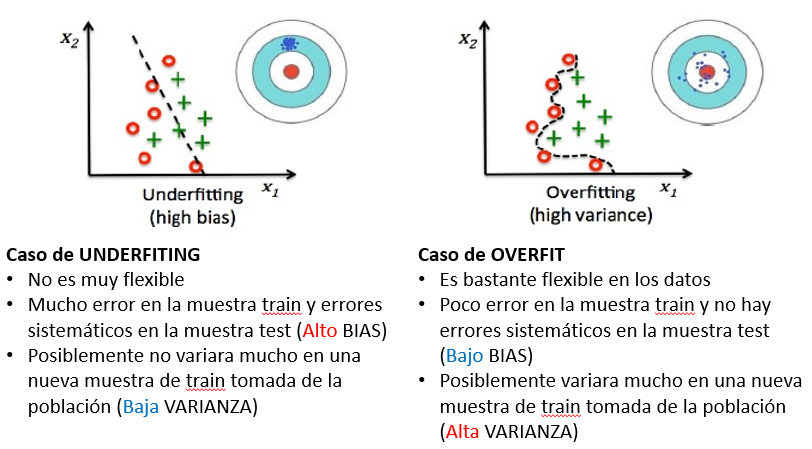 x2
x1
Underfitting
(high bias)
x2
x1
Overfitting
(high variance)
Caso de UNDERFITING
• No es muy flexible
• Mucho error en la muestra train y errores
sistemáticos en la muestra test (Alto BIAS)
• Posiblemente no variara mucho en una
nueva muestra de train tomada de la
población (Baja VARIANZA)
Caso de OVERFIT
• Es bastante flexible en los datos
• Poco error en la muestra train y no hay
errores sistemáticos en la muestra test
(Bajo BIAS)
• Posiblemente variara mucho en una nueva
muestra de train tomada de la población
(Alta VARIANZA)